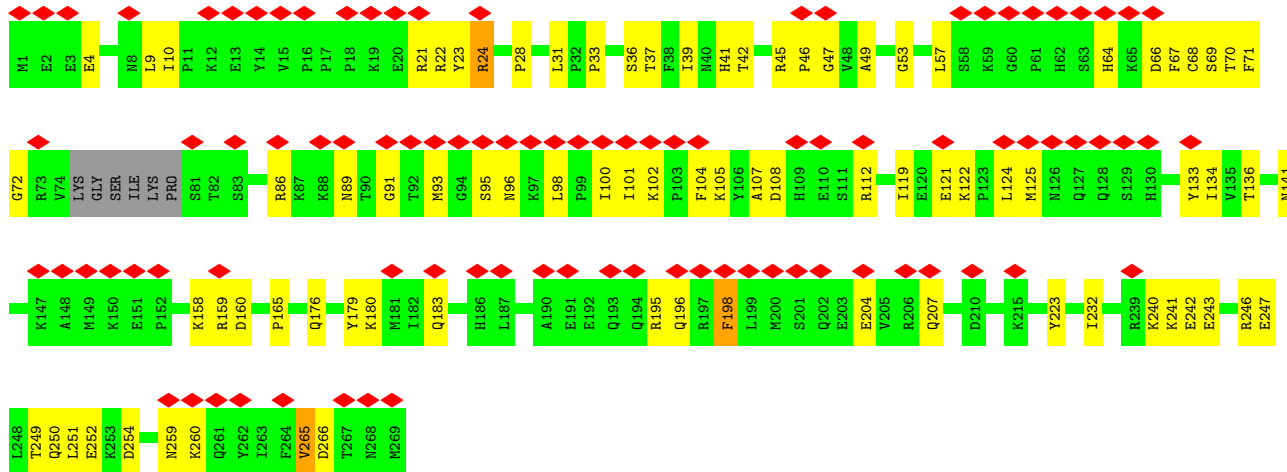 M1 E2 E3 E4 N8 L9 I10 P11 K12 E13 Y14 V15 P16 P17 P18 K19 E20 R21 R22 Y23 R24 P28 L31 P32 P33 S36 T37 F38 I39 N40 H41 T42 R45 P46 G47 V48 A49 G53 L57 S58 K59 G60 P61 H62 S63 H64 K65 D66 F67 C68 S69 T70 F71
G72 R73 V74 LYS GLY SER ILE LYS PRO S81 T82 S83 R86 K87 K88 N89 T90 G91 T92 M93 G94 S95 N96 K97 L98 P99 I100 I101 K102 P103 F104 K105 Y106 A107 D108 H109 E110 S111 R112 I119 E120 E121 K122 P123 L124 M125 N126 Q127 Q128 S129 H130 Y133 I134 V135 T136 N141
K147 A148 M149 K150 E151 P152 K158 R159 D160 P165 Q176 Y179 K180 M181 I182 Q183 H186 L187 A190 E191 E192 Q193 Q194 R195 Q196 R197 F198 L199 M200 S201 Q202 E203 E204 V205 R206 Q207 D210 K215 Y223 I232 R239 K240 K241 E242 E243 R246 E247
L248 T249 Q250 L251 E252 K253 D254 N259 K260 Q261 Y262 I263 F264 V265 D266 T267 N268 M269